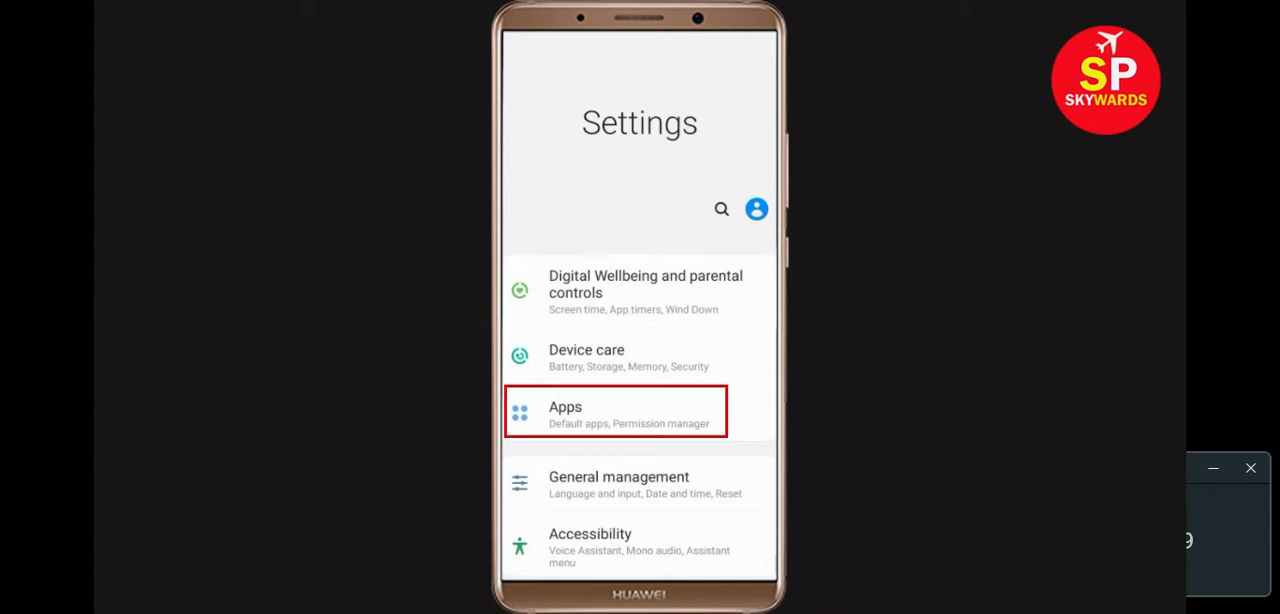 SP
SKYWARDS
Settings
Digital Wellbeing and parental
controls
Screen time, App timers, Wind Down
Device care
Battery, Storage, Memory, Security
Apps
Default apps, Permission manager
General management
Language and input, Date and time, Reset
Accessibility
Voice Assistant, Mono audio, Assistant
menu
9
HUAWEI